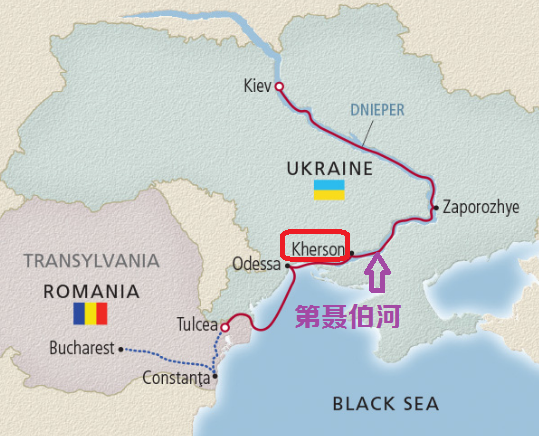 Kiev
DNIEPER
UKRAINE
Zaporozhye
Kherson
Odessa
TRANSYLVANIA
ROMANIA
第聂伯河
Tulcea
Bucharest
Constanța
BLACK SEA